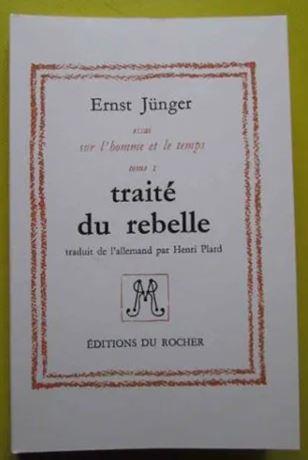 Ernst Jünger
essai
sur l'homme et le temps
tome 1
traité
du rebelle
traduit de l'allemand par Henri Plard
MR
ÉDITIONS DU ROCHER